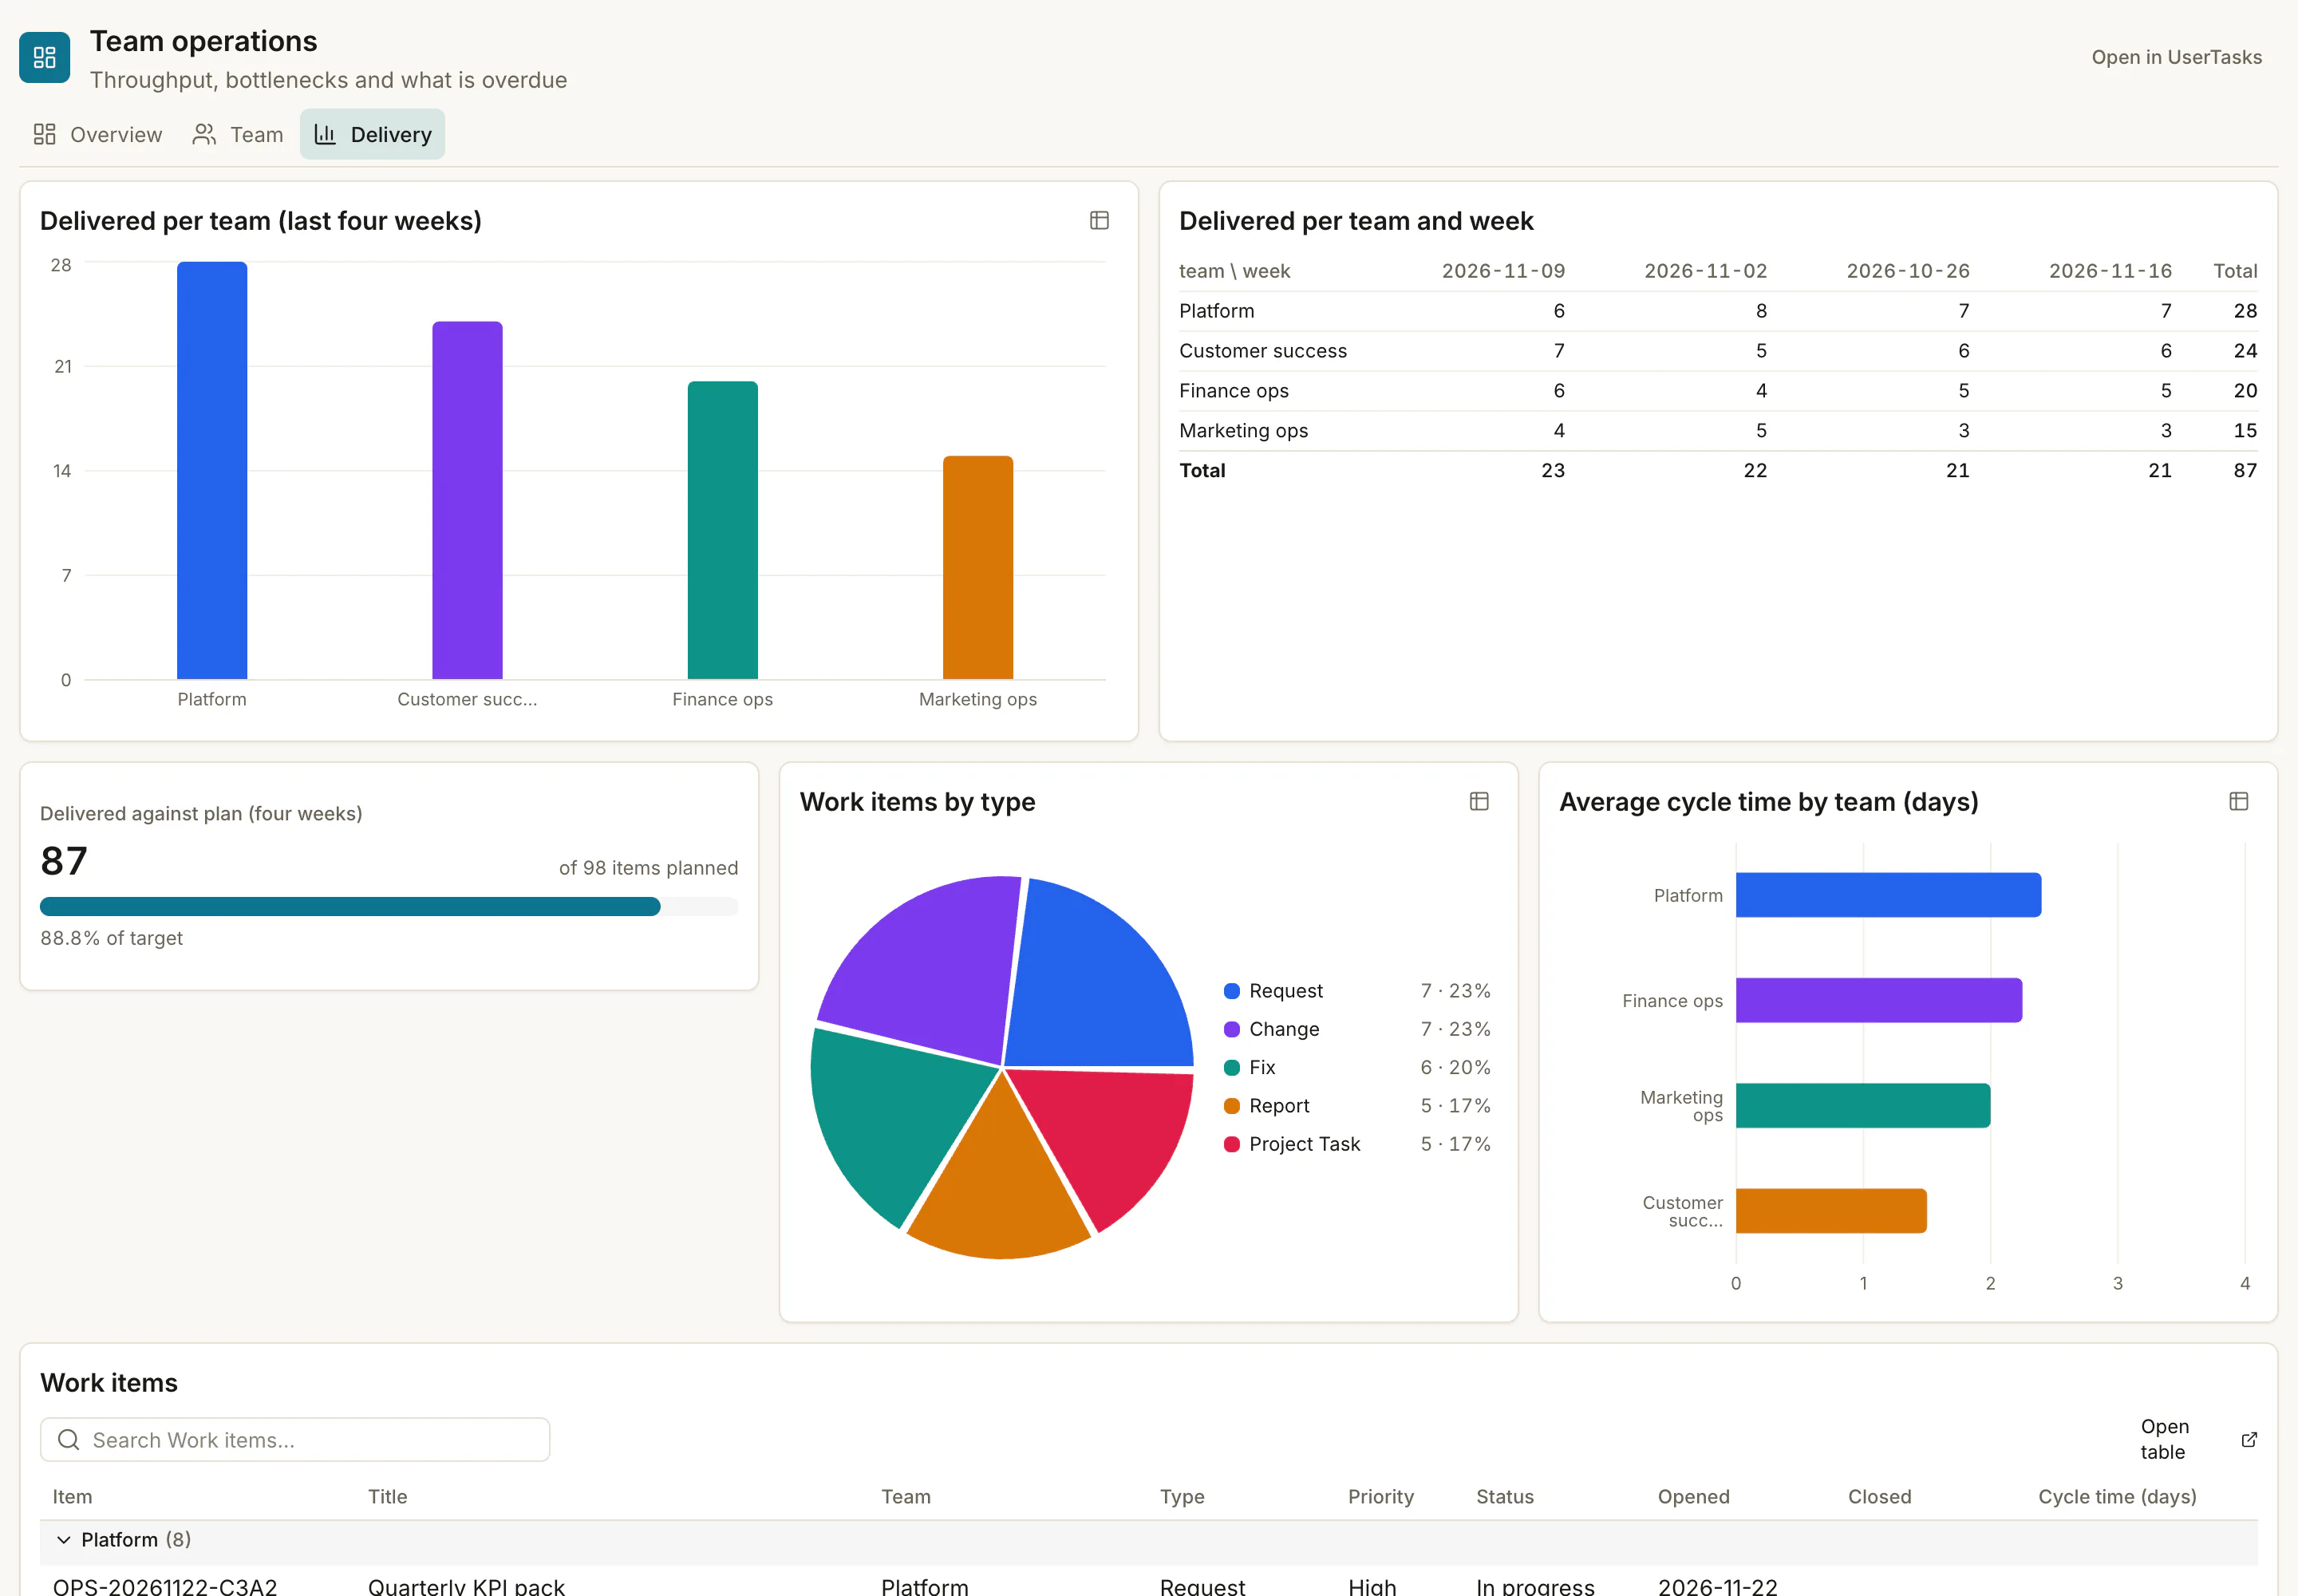 Team operations
Throughput, bottlenecks and what is overdue
Open in UserTasks
Overview Team Delivery
Delivered per team (last four weeks)
28
21
14
7
0
Platform Customer succ... Finance ops Marketing ops
Delivered per team and week
team \ week 2026-11-09 2026-11-02 2026-10-26 2026-11-16 Total
Platform 6 8 7 7 28
Customer success 7 5 6 6 24
Finance ops 6 4 5 5 20
Marketing ops 4 5 3 3 15
Total 23 22 21 21 87
Delivered against plan (four weeks)
87 of 98 items planned
88.8% of target
Work items by type
Request 7 · 23%
Change 7 · 23%
Fix 6 · 20%
Report 5 · 17%
Project Task 5 · 17%
Average cycle time by team (days)
Platform
Finance ops
Marketing
ops
Customer
succ...
0 1 2 3 4
Work items
Search Work items...
Open
table
Item Title Team Type Priority Status Opened Closed Cycle time (days)
Platform (8)
OPS-20261122-C3A2 Quarterly KPI pack Platform Request High In progress 2026-11-22